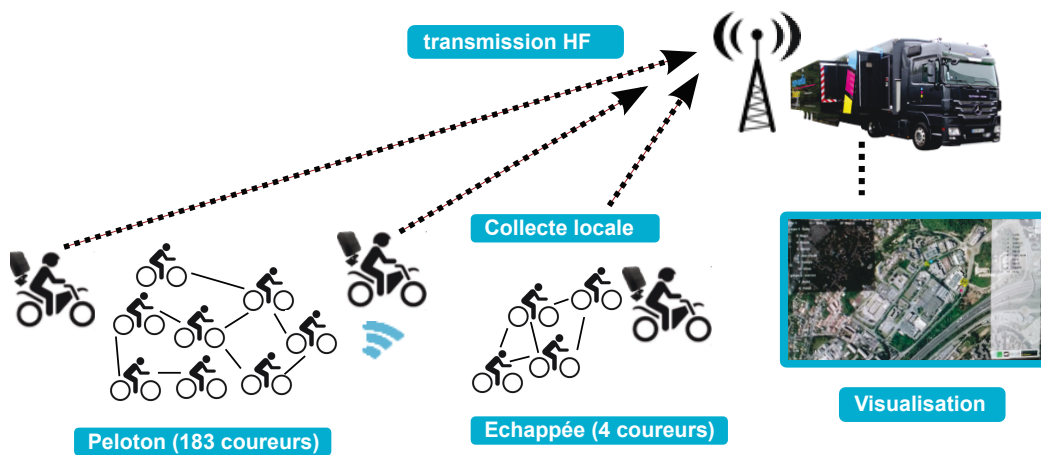 transmission HF
Collecte locale
Peloton (183 coureurs)
Echappée (4 coureurs)
Visualisation